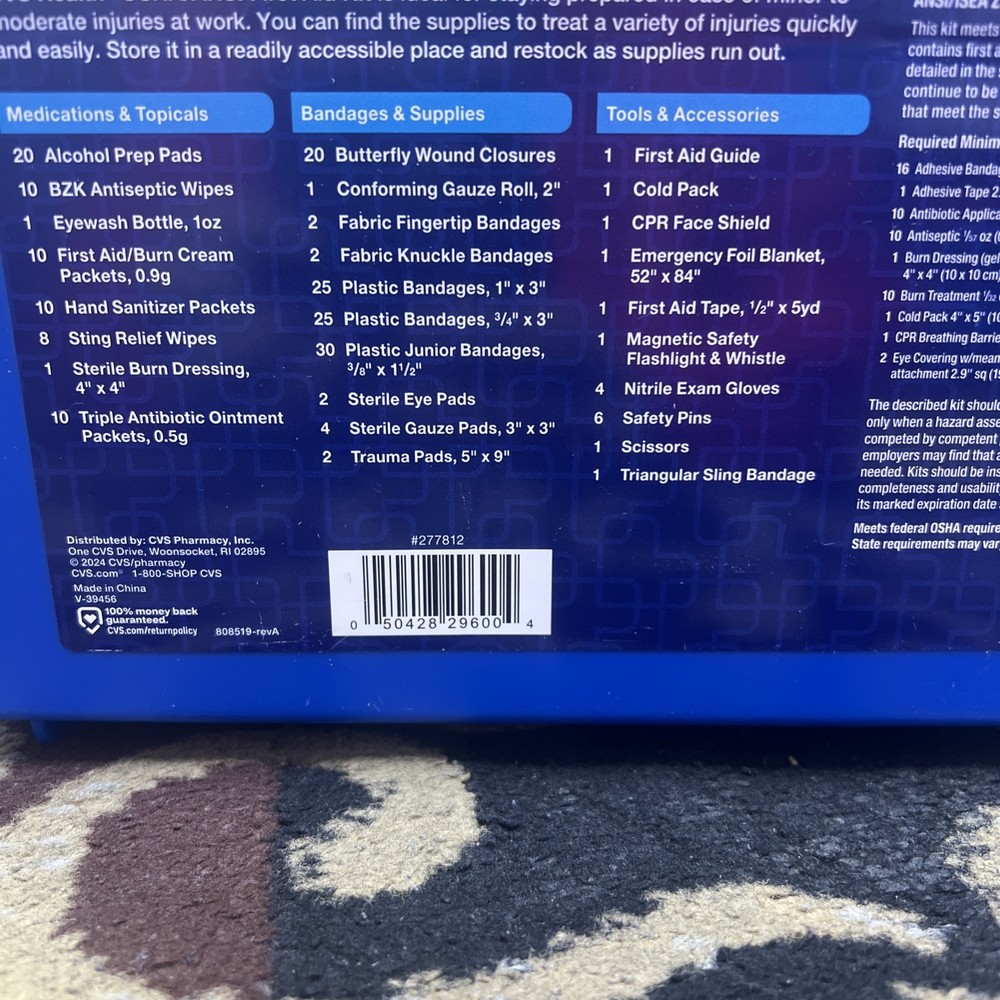 moderate injuries at work. You can find the supplies to treat a variety of injuries quickly
and easily. Store it in a readily accessible place and restock as supplies run out.
Medications & Topicals
20 Alcohol Prep Pads
10 BZK Antiseptic Wipes
1 Eyewash Bottle, 1oz
10 First Aid/Burn Cream
Packets, 0.9g
10 Hand Sanitizer Packets
8 Sting Relief Wipes
1 Sterile Burn Dressing,
4" x 4"
10 Triple Antibiotic Ointment
Packets, 0.5g
Bandages & Supplies
20 Butterfly Wound Closures
1 Conforming Gauze Roll, 2"
2 Fabric Fingertip Bandages
2 Fabric Knuckle Bandages
25 Plastic Bandages, 1" x 3"
25 Plastic Bandages, 3/4" x 3"
30 Plastic Junior Bandages,
3/8" x 11/2"
2 Sterile Eye Pads
4 Sterile Gauze Pads, 3" x 3"
2 Trauma Pads, 5" x 9"
Tools & Accessories
1 First Aid Guide
1 Cold Pack
1 CPR Face Shield
1 Emergency Foil Blanket,
52" x 84"
1 First Aid Tape, 1/2" x 5yd
1 Magnetic Safety
Flashlight & Whistle
4 Nitrile Exam Gloves
6 Safety Pins
1 Scissors
1 Triangular Sling Bandage
This kit meets
contains first a
detailed in the
continue to be
that meet the s
Required Minim
16 Adhesive Banda
1 Adhesive Tape 2.
10 Antibiotic Applica
10 Antiseptic 1/57 oz (
1 Burn Dressing (gel
4" x 4" (10 x 10 cm)
10 Burn Treatment 1/32
1 Cold Pack 4" x 5" (10
1 CPR Breathing Barrie
2 Eye Covering w/mean
attachment 2.9" sq (19
The described kit shoul
only when a hazard asse
competed by competent
employers may find that a
needed. Kits should be ins
completeness and usability
its marked expiration date
Meets federal OSHA require
State requirements may var
Distributed by: CVS Pharmacy, Inc.
One CVS Drive, Woonsocket, RI 02895
© 2024 CVS/pharmacy
CVS.com® 1-800-SHOP CVS
Made in China
V-39456
100% money back
guaranteed.
CVS.com/returnpolicy
808519-revA
#277812
0 50428 29600 4